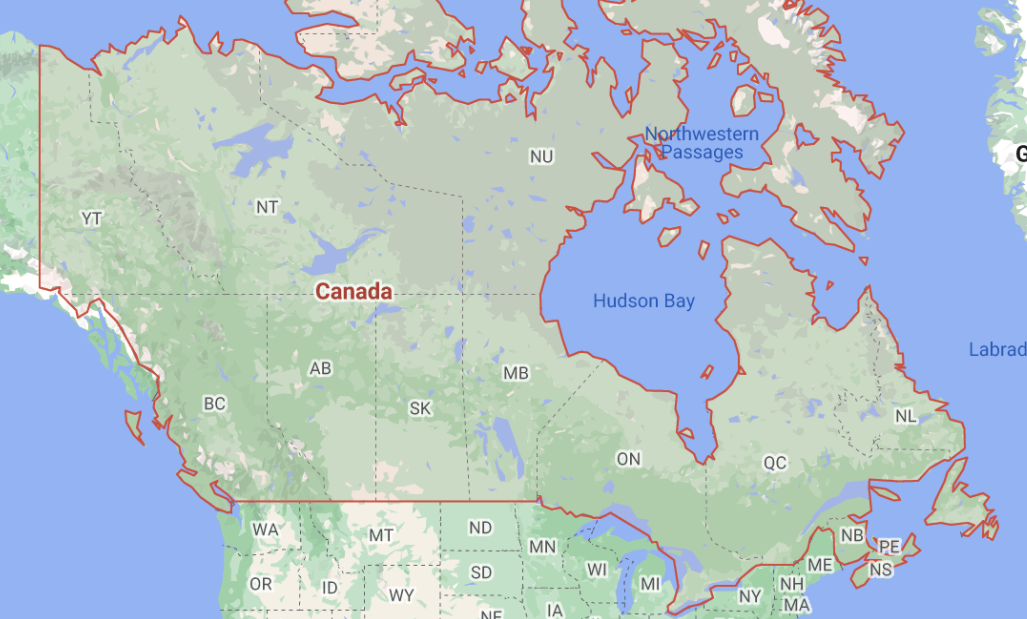 Northwestern
Passages
G
NU
YT
NT
Canada
Hudson Bay
Labrad
AB
MB
BC
SK
NL
ON
QC
WA
MT
ND
MN
NB
PE
ME
NS
OR
ID
WY
SD
WI
MI
NY
NH
MA
IA
NE